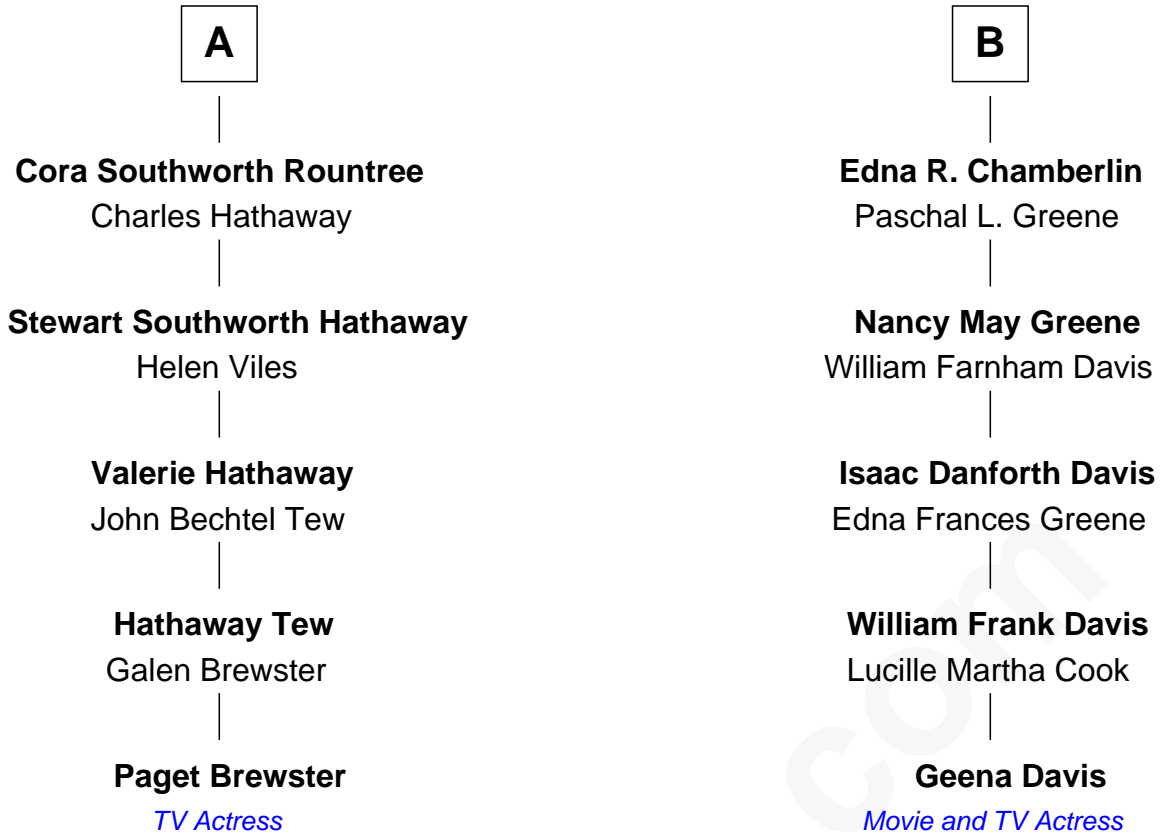 A
Cora Southworth Rountree
Charles Hathaway
Stewart Southworth Hathaway
Helen Viles
Valerie Hathaway
John Bechtel Tew
Hathaway Tew
Galen Brewster
Paget Brewster
TV Actress
B
Edna R. Chamberlin
Paschal L. Greene
Nancy May Greene
William Farnham Davis
Isaac Danforth Davis
Edna Frances Greene
William Frank Davis
Lucille Martha Cook
Geena Davis
Movie and TV Actress
com